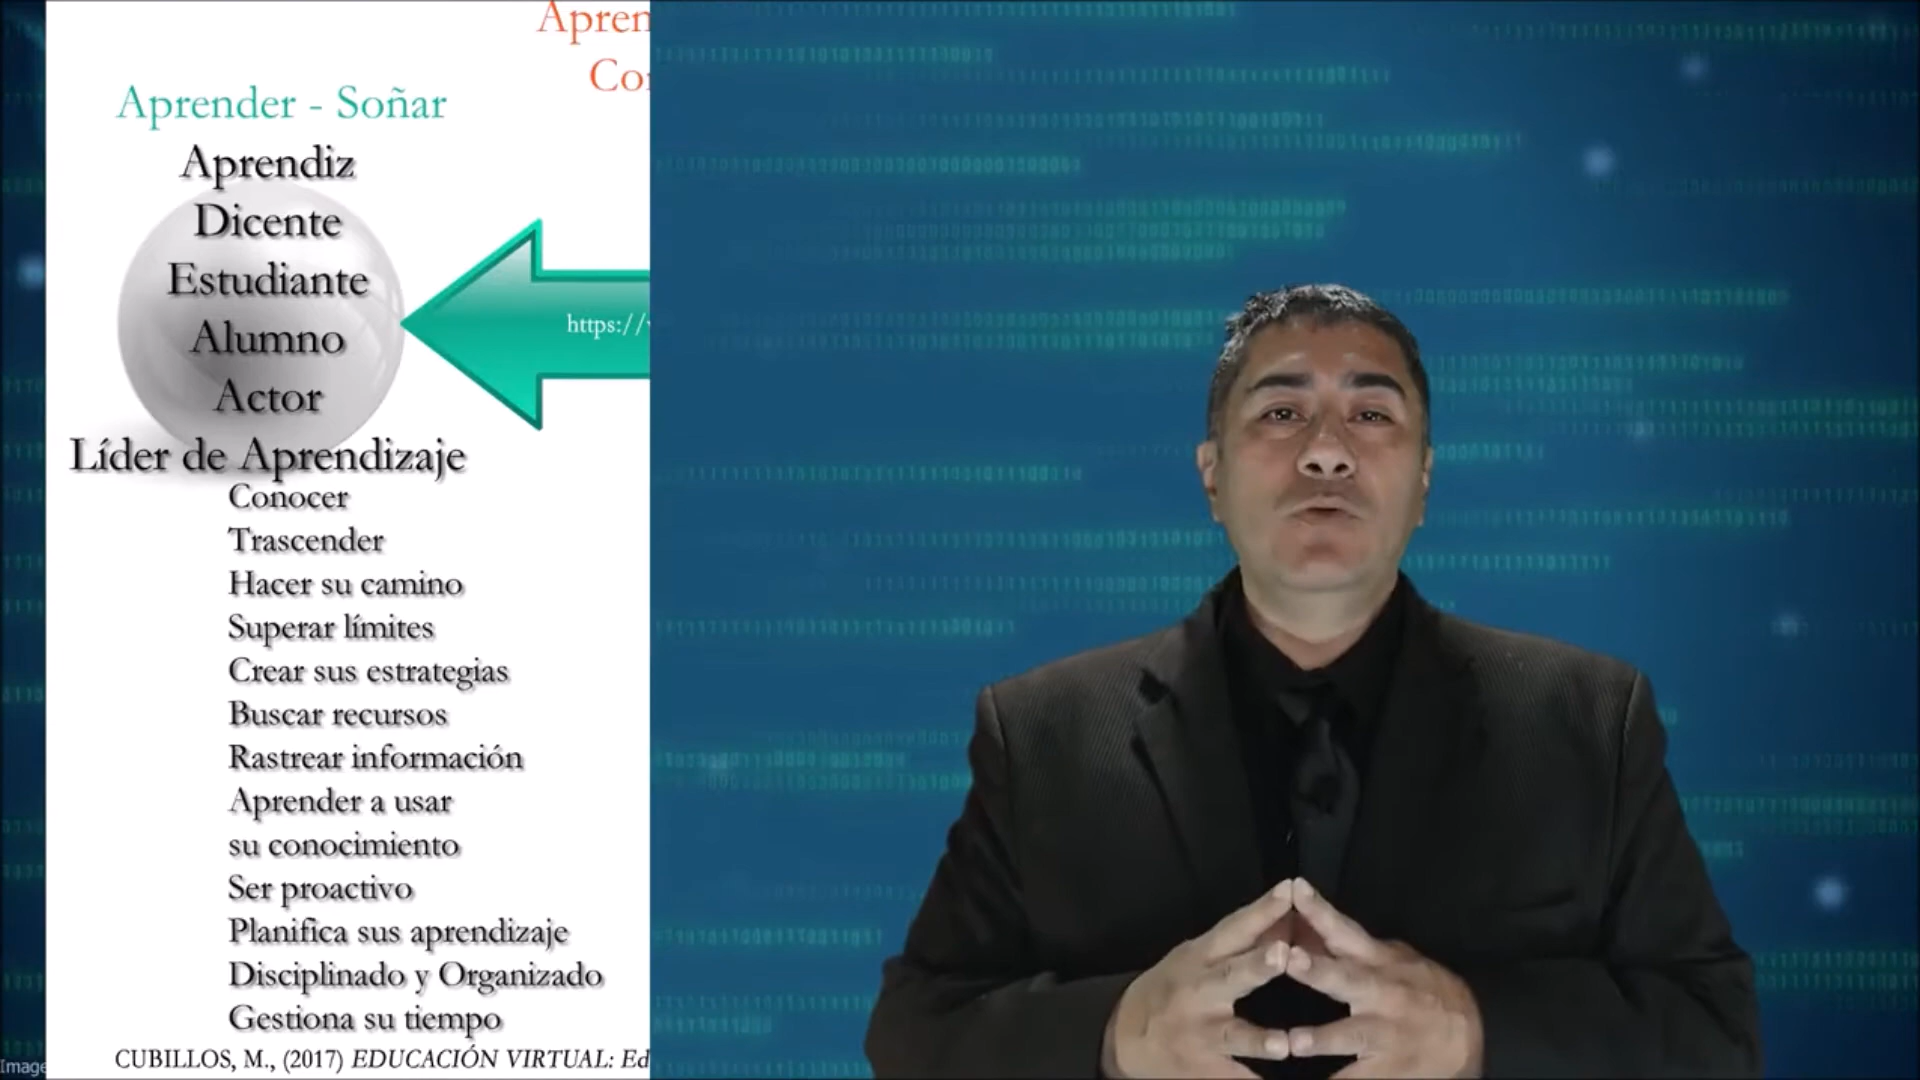 Apren
Co
Aprender - Soñar
Aprendiz
Dicente
Estudiante
Alumno
Actor
Líder de Aprendizaje
https://
Conocer
Trascender
Hacer su camino
Superar límites
Crear sus estrategias
Buscar recursos
Rastrear información
Aprender a usar
su conocimiento
Ser proactivo
Planifica sus aprendizaje
Disciplinado y Organizado
Gestiona su tiempo
CUBILLOS, M., (2017) EDUCACIÓN VIRTUAL: Ed
Image